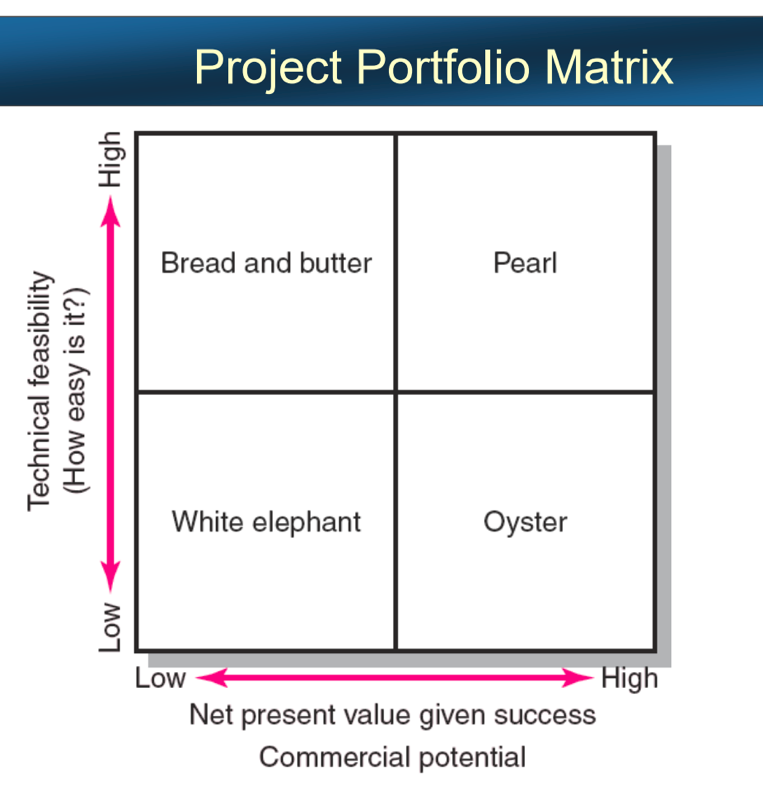 Project Portfolio Matrix
High
Technical feasibility
(How easy is it?)
Low
Bread and butter
Pearl
White elephant
Oyster
Low
High
Net present value given success
Commercial potential